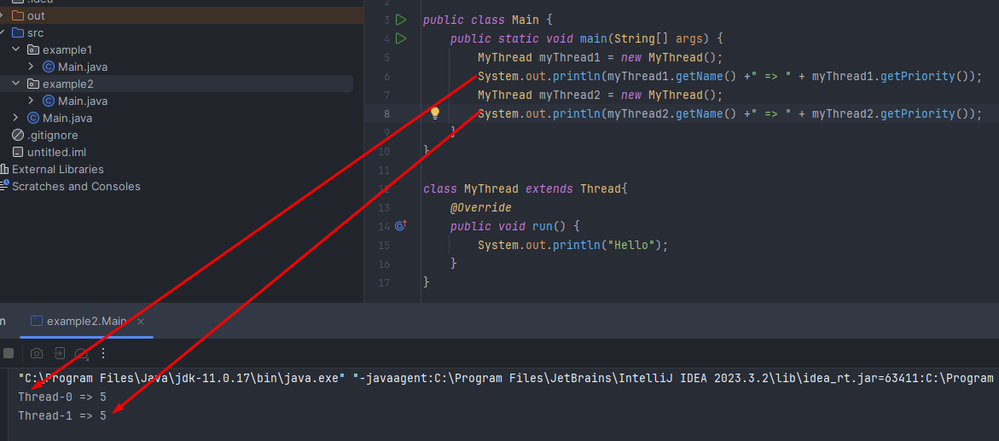 .idea
out
src
example1
Main.java
example2
Main.java
Main.java
.gitignore
untitled.iml
External Libraries
Scratches and Consoles
2
3 public class Main {
4 public static void main(String[] args) {
5 MyThread myThread1 = new MyThread();
6 System.out.println(myThread1.getName() +" => " + myThread1.getPriority());
7 MyThread myThread2 = new MyThread();
8 System.out.println(myThread2.getName() +" => " + myThread2.getPriority());
9 }
10 }
11
12 class MyThread extends Thread{
13 @Override
14 public void run() {
15 System.out.println("Hello");
16 }
17 }
n example2.Main ×
"C:\Program Files\Java\jdk-11.0.17\bin\java.exe" "-javaagent:C:\Program Files\JetBrains\IntelliJ IDEA 2023.3.2\lib\idea_rt.jar=63411:C:\Program
Thread-0 => 5
Thread-1 => 5